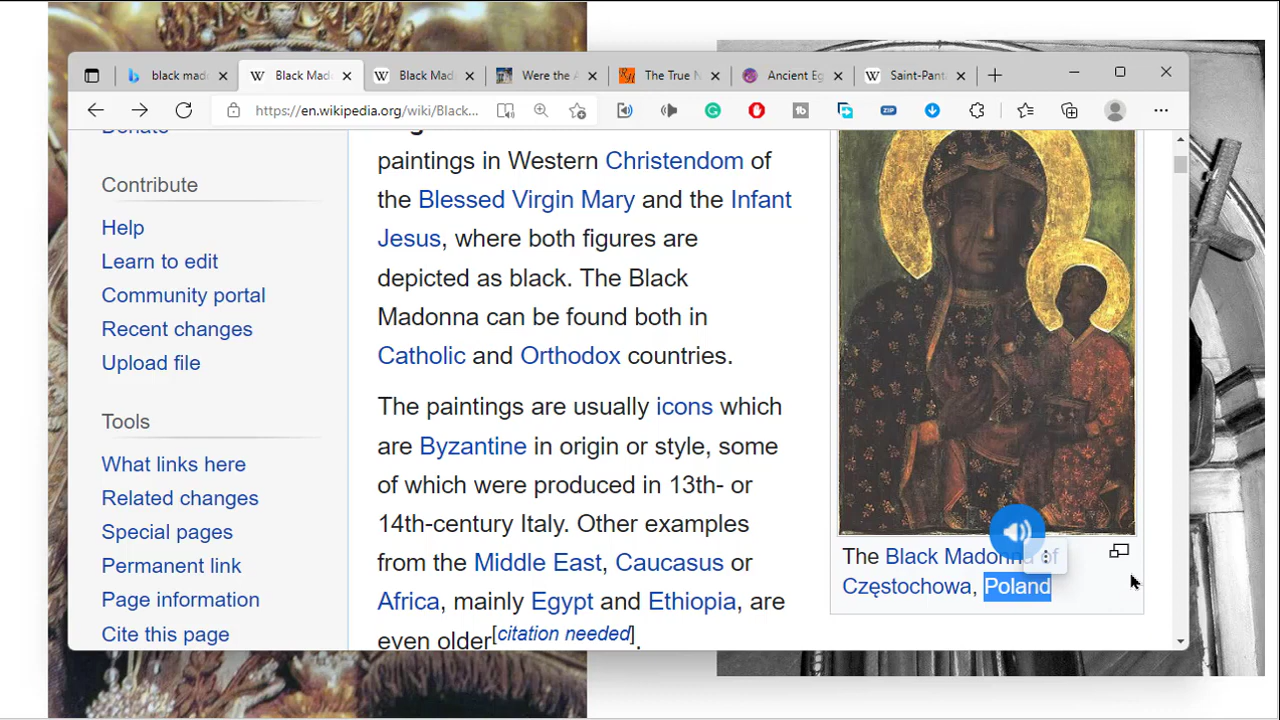 black mad
Black Mad
Black Mad
Were the A
The True N
Ancient Eg
Saint-Pant
https://en.wikipedia.org/wiki/Black...
ZIP
Donate
Contribute
Help
Learn to edit
Community portal
Recent changes
Upload file
Tools
What links here
Related changes
Special pages
Permanent link
Page information
Cite this page
paintings in Western Christendom of
the Blessed Virgin Mary and the Infant
Jesus, where both figures are
depicted as black. The Black
Madonna can be found both in
Catholic and Orthodox countries.
The paintings are usually icons which
are Byzantine in origin or style, some
of which were produced in 13th- or
14th-century Italy. Other examples
from the Middle East, Caucasus or
Africa, mainly Egypt and Ethiopia, are
even older[citation needed].
The Black Madonna of
Częstochowa, Poland